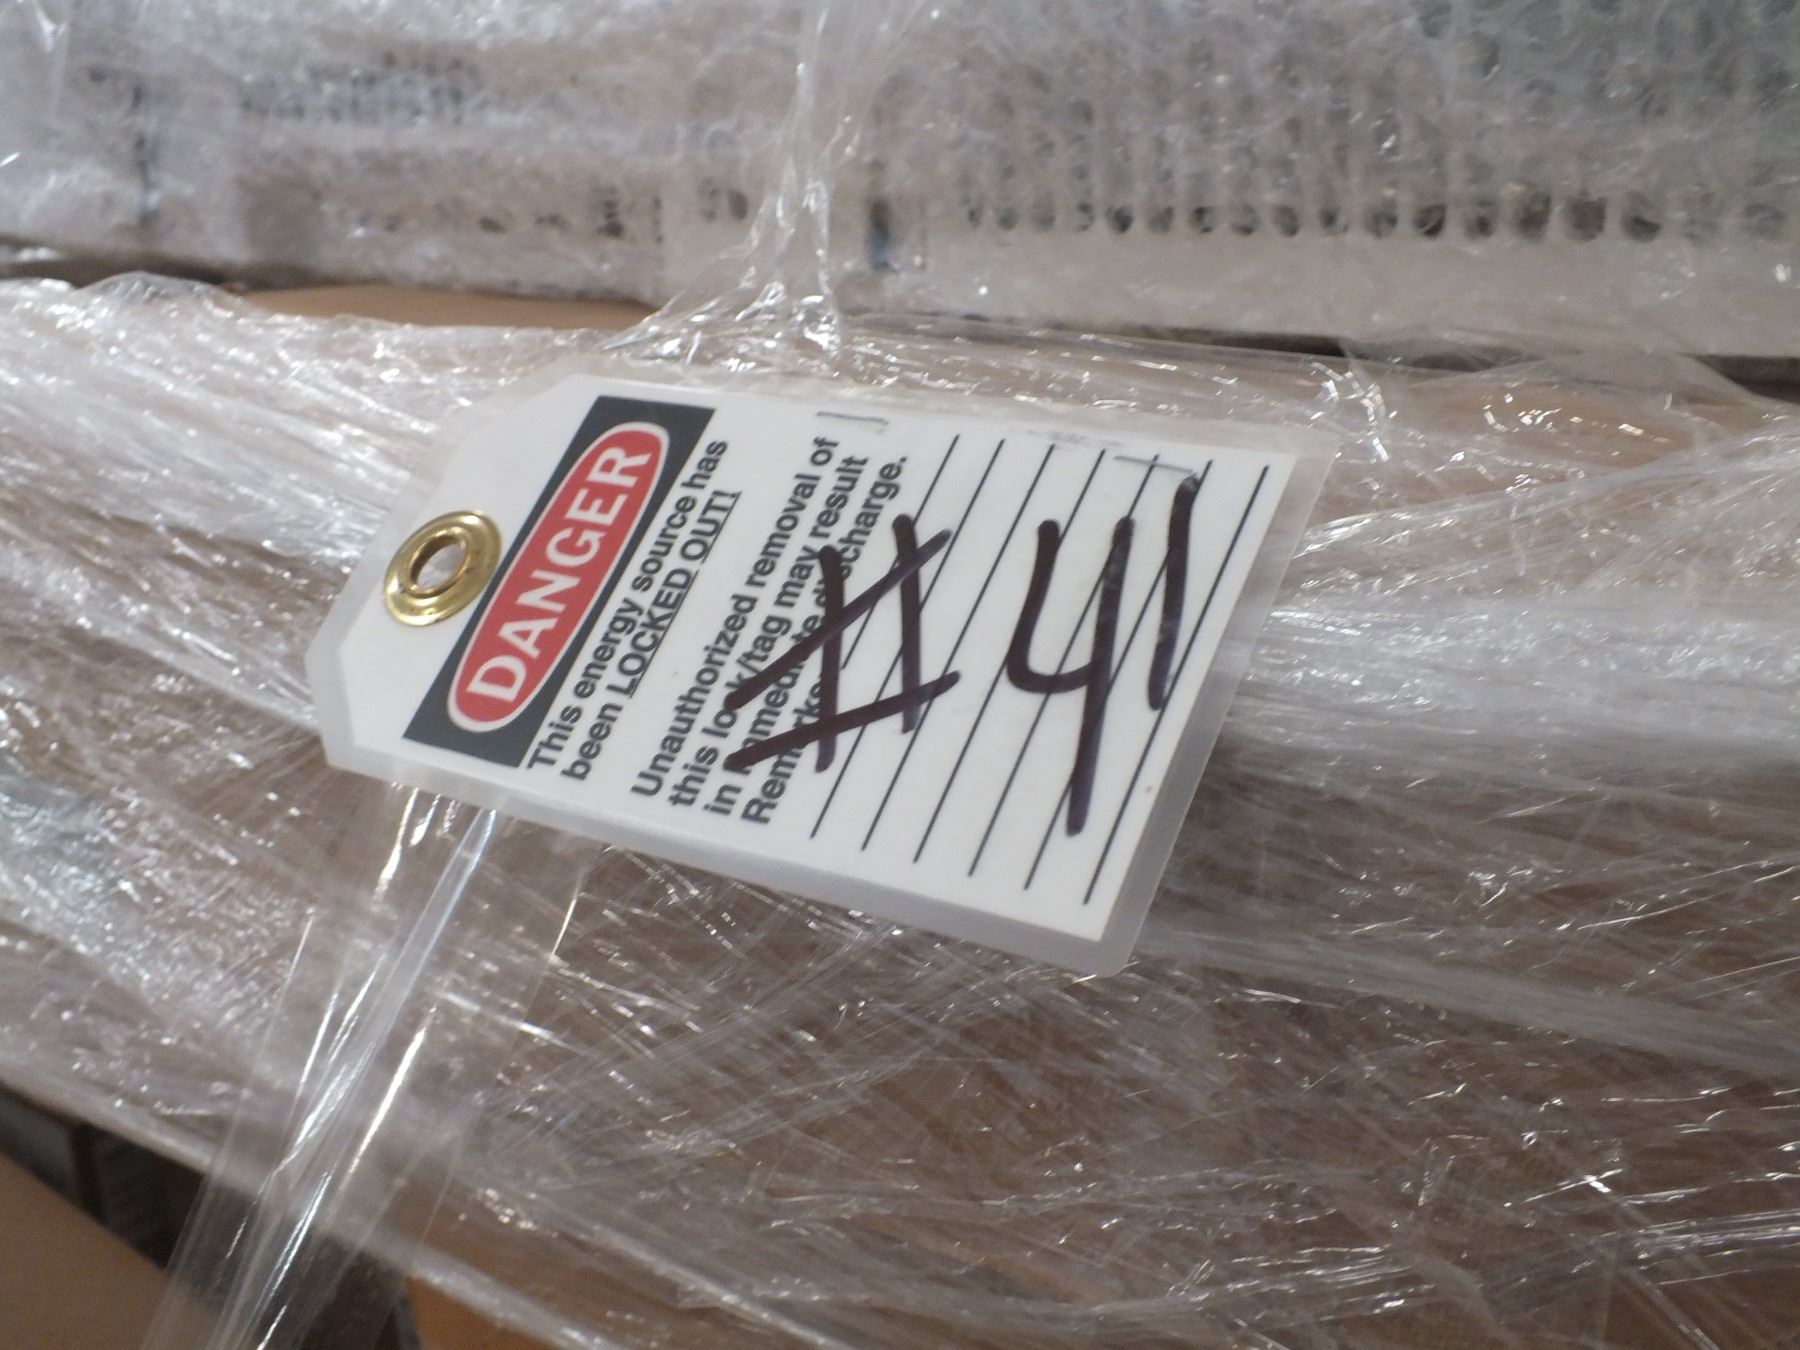 DANGER
This energy source has
been LOCKED OUT!
Unauthorized removal of
this lock/tag may result
in immediate discharge.
Remarks:
#41